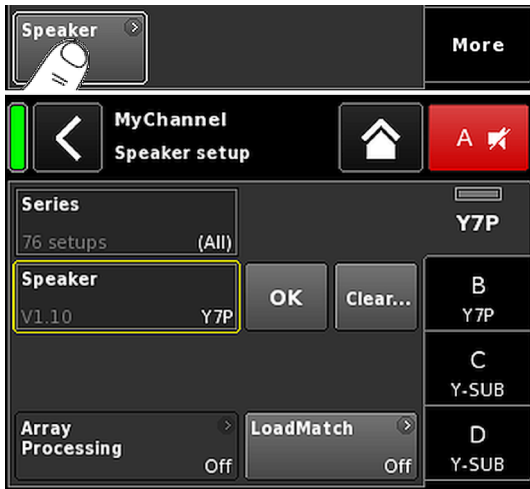 Speaker
More
MyChannel
Speaker setup
A
Series
76 setups (All)
Y7P
Speaker
V1.10 Y7P
OK
Clear...
B
Y7P
C
Y-SUB
Array
Processing
Off
LoadMatch
Off
D
Y-SUB